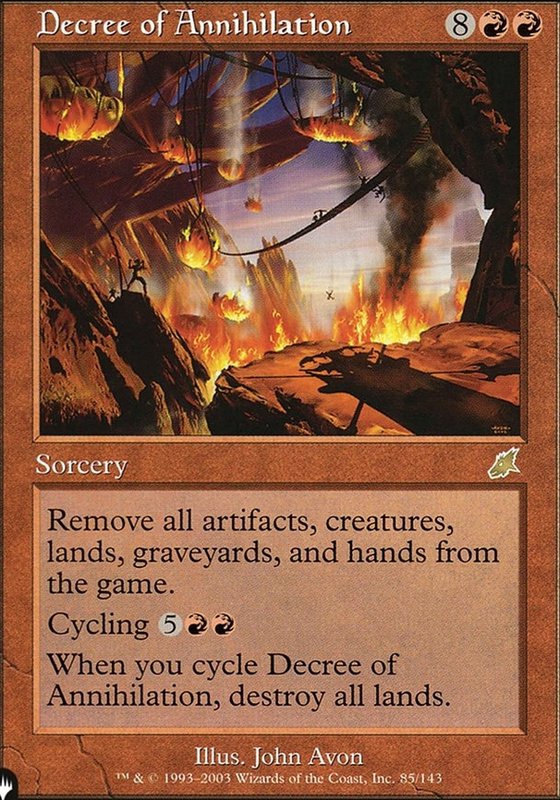 Decree of Annihilation 8
Sorcery
Remove all artifacts, creatures,
lands, graveyards, and hands from
the game.
Cycling 5
When you cycle Decree of
Annihilation, destroy all lands.
Illus. John Avon
™ & © 1993–2003 Wizards of the Coast, Inc. 85/143